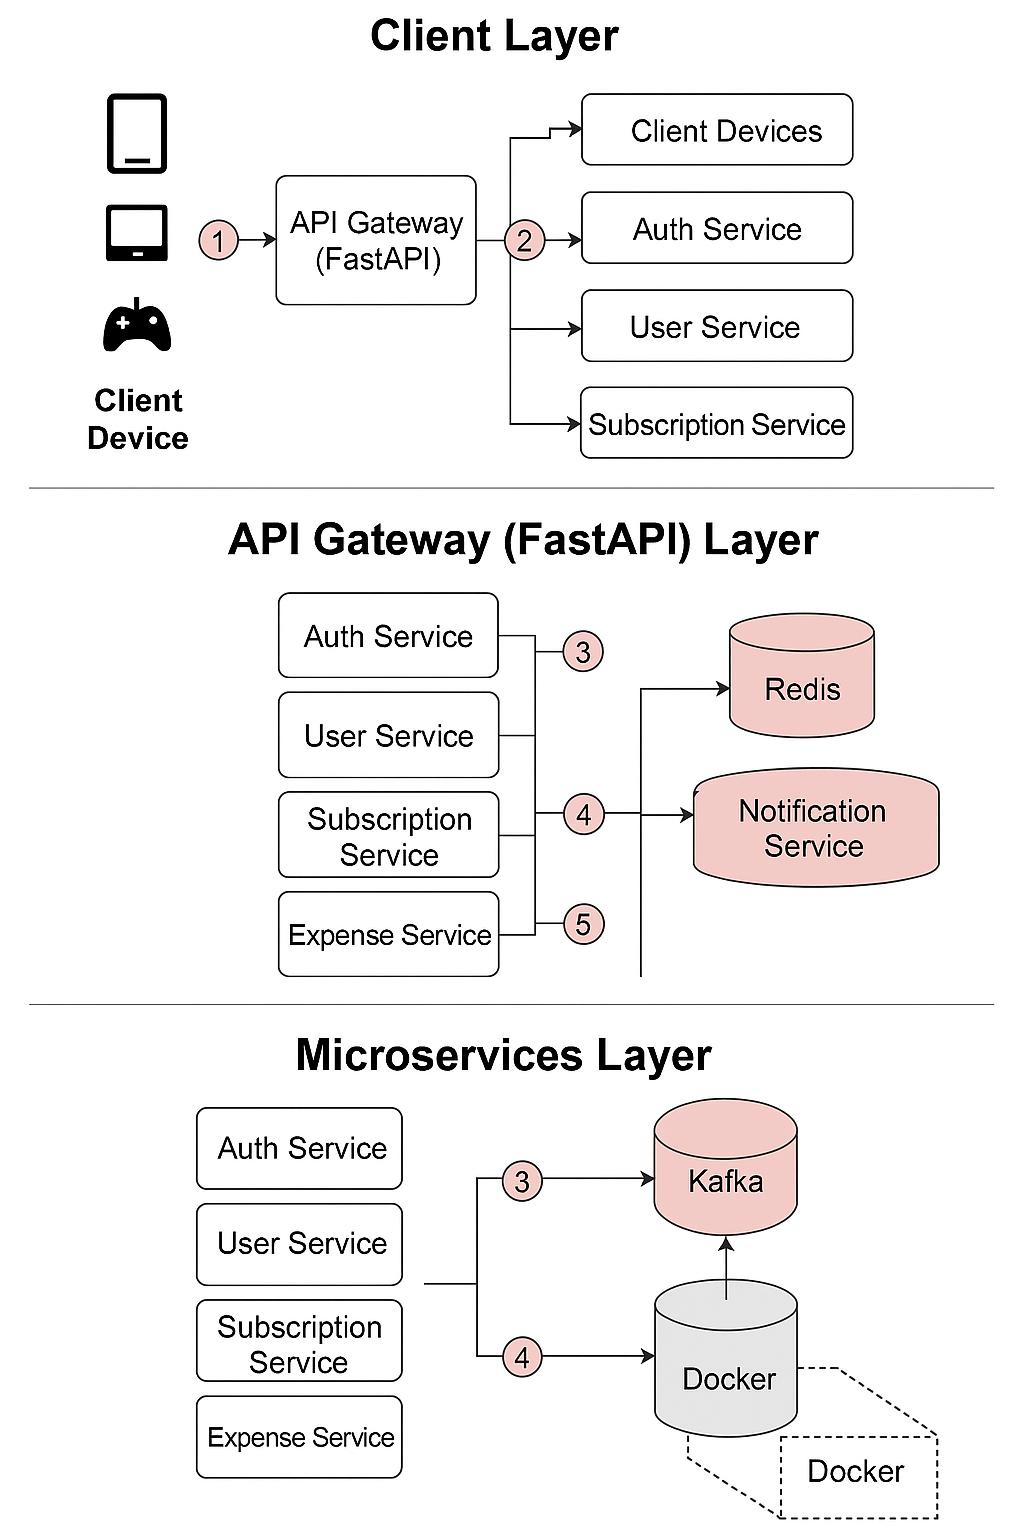 Client Layer
Client
Device
1
API Gateway
(FastAPI)
2
Client Devices
Auth Service
User Service
Subscription Service
API Gateway (FastAPI) Layer
Auth Service
User Service
Subscription
Service
Expense Service
3
4
5
Redis
Notification
Service
Microservices Layer
Auth Service
User Service
Subscription
Service
Expense Service
3
4
Kafka
Docker
Docker